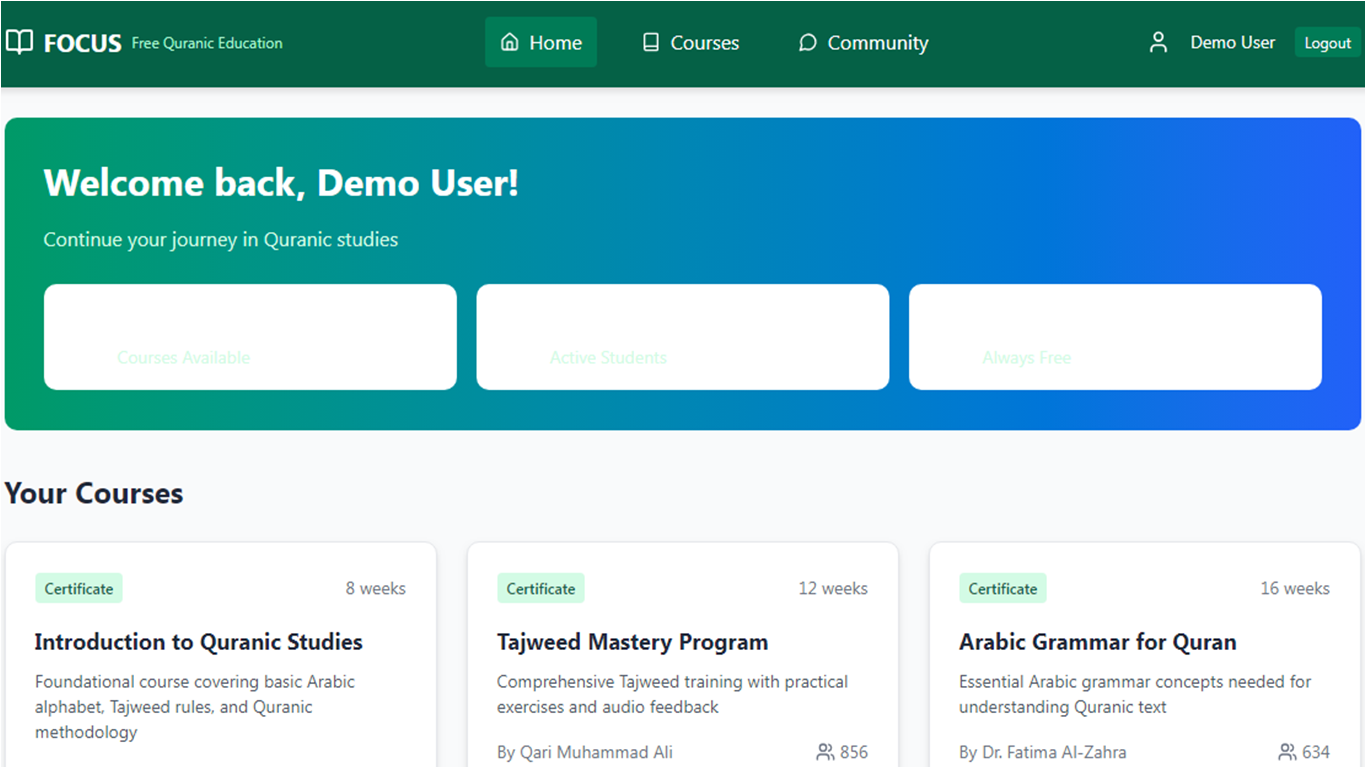 FOCUS Free Quranic Education Home Courses Community Demo User Logout
Welcome back, Demo User!
Continue your journey in Quranic studies
Courses Available Active Students Always Free
Your Courses
Certificate 8 weeks
Introduction to Quranic Studies
Foundational course covering basic Arabic
alphabet, Tajweed rules, and Quranic
methodology
Certificate 12 weeks
Tajweed Mastery Program
Comprehensive Tajweed training with practical
exercises and audio feedback
By Qari Muhammad Ali 856
Certificate 16 weeks
Arabic Grammar for Quran
Essential Arabic grammar concepts needed for
understanding Quranic text
By Dr. Fatima Al-Zahra 634